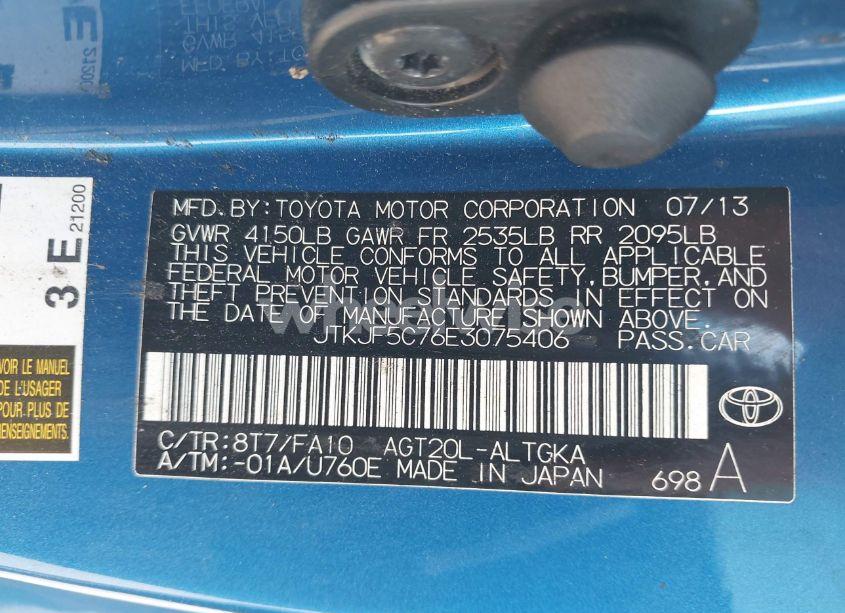 MFD.BY:TOYOTA MOTOR CORPORATION 07/13
GVWR 4150LB GAWR FR 2535LB RR 2095LB
THIS VEHICLE CONFORMS TO ALL APPLICABLE
FEDERAL MOTOR VEHICLE SAFETY,BUMPER,AND
THEFT PREVENTION STANDARDS IN EFFECT ON
THE DATE OF MANUFACTURE SHOWN ABOVE.
JTKJF5C76E3075406 PASS.CAR
C/TR:8T7/FA10 AGT20L-ALTGKA
A/TM:-01A/U760E MADE IN JAPAN
698 A
3 E
21200
VOIR LE MANUEL
DE L'USAGER
POUR PLUS DE
RENSEIGNEMENTS.